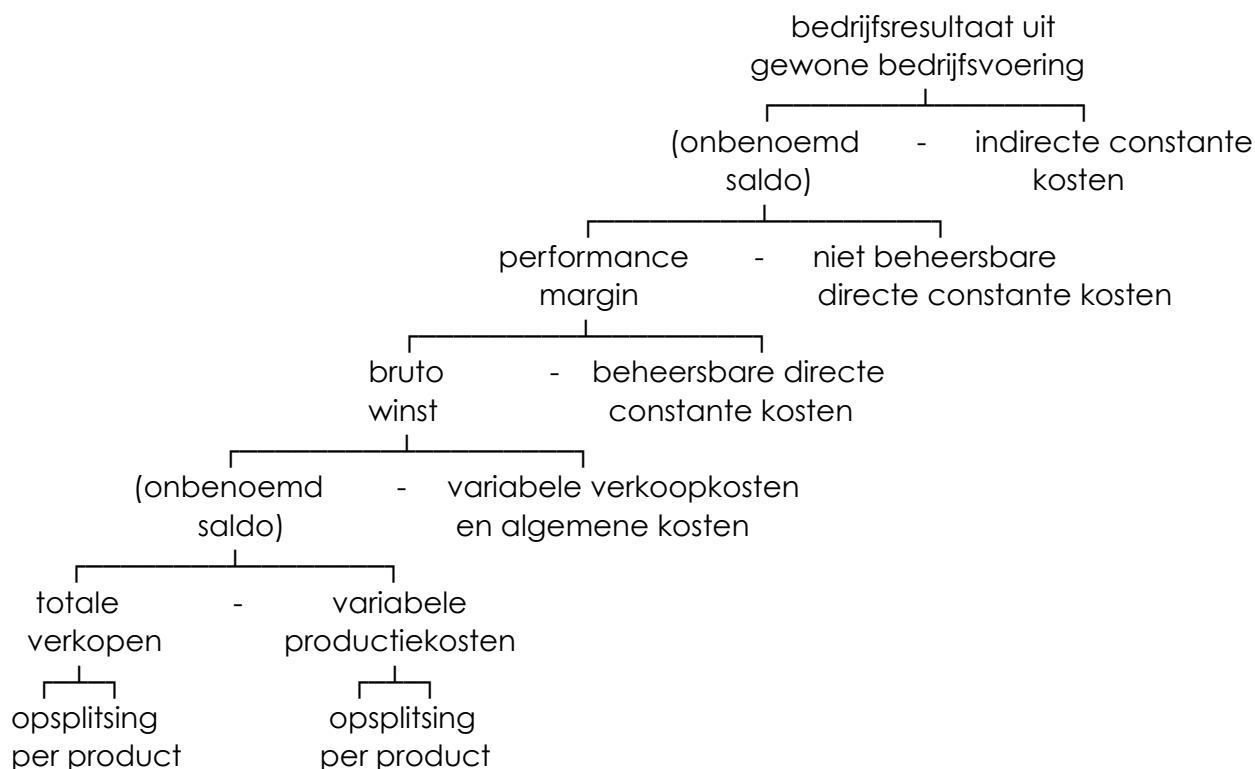 bedrijfsresultaat uit
gewone bedrijfsvoering
(onbenoemd - indirecte constante
saldo) kosten
performance - niet beheersbare
margin directe constante kosten
bruto - beheersbare directe
winst constante kosten
(onbenoemd - variabele verkoopkosten
saldo) en algemene kosten
totale - variabele
verkopen productiekosten
opsplitsing opsplitsing
per product per product